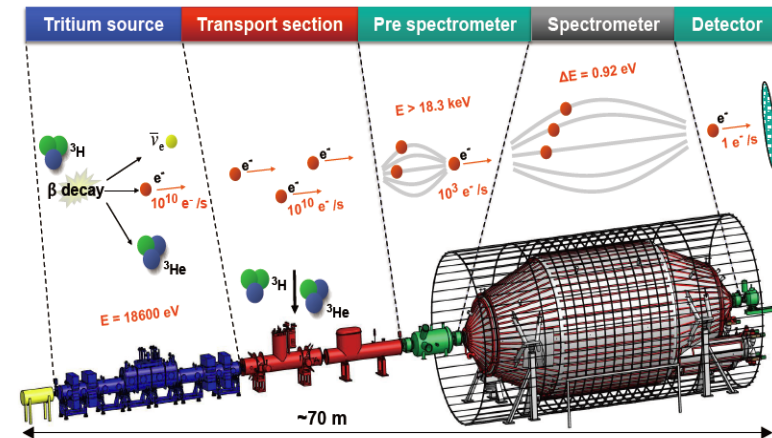 Tritium source
Transport section
Pre spectrometer
Spectrometer
Detector
³H
ν̅ₑ
β decay
e⁻
10¹⁰ e⁻/s
³He
E = 18600 eV
e⁻
e⁻
e⁻
10¹⁰ e⁻/s
³H
³He
E > 18.3 keV
e⁻
10³ e⁻/s
ΔE = 0.92 eV
e⁻
1 e⁻/s
~70 m